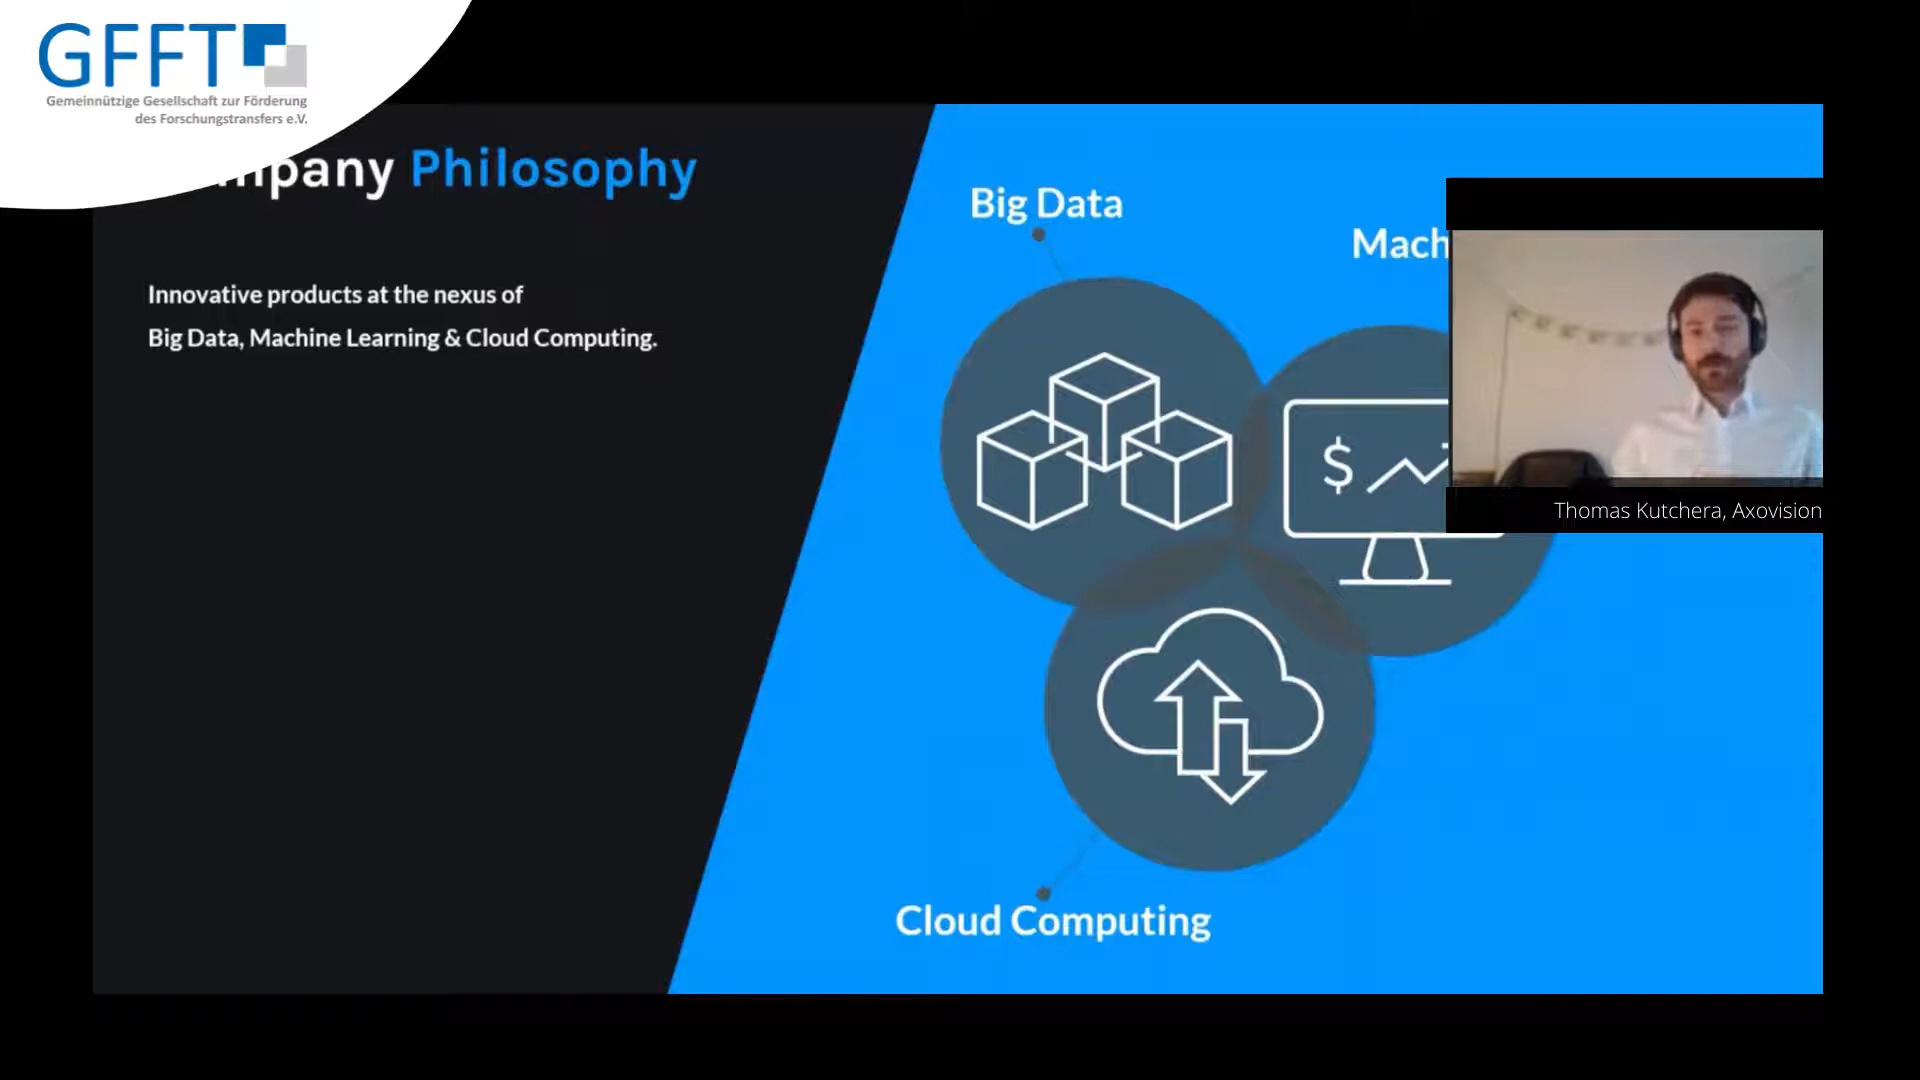 GFFT
Gemeinnützige Gesellschaft zur Förderung
des Forschungstransfers e.V.
Philosophy
Innovative products at the nexus of
Big Data, Machine Learning & Cloud Computing.
Big Data
Mach
$
Thomas Kutchera, Axovision
Cloud Computing